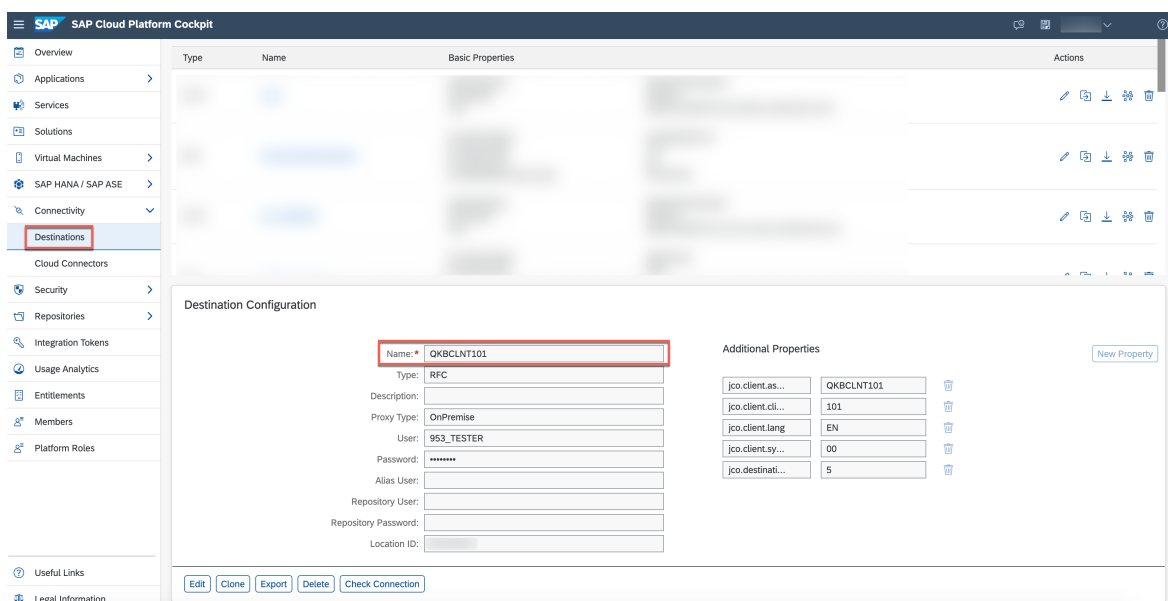 SAP SAP Cloud Platform Cockpit
Overview
Applications
Services
Solutions
Virtual Machines
SAP HANA / SAP ASE
Connectivity
Destinations
Cloud Connectors
Security
Repositories
Integration Tokens
Usage Analytics
Entitlements
Members
Platform Roles
Useful Links
Legal Information
Type Name Basic Properties Actions
Destination Configuration
Name:* QKBCLNT101
Type: RFC
Description:
Proxy Type: OnPremise
User: 953_TESTER
Password: ••••••••
Alias User:
Repository User:
Repository Password:
Location ID:
Additional Properties New Property
jco.client.as... QKBCLNT101
jco.client.cli... 101
jco.client.lang EN
jco.client.sy... 00
jco.destinati... 5
Edit Clone Export Delete Check Connection